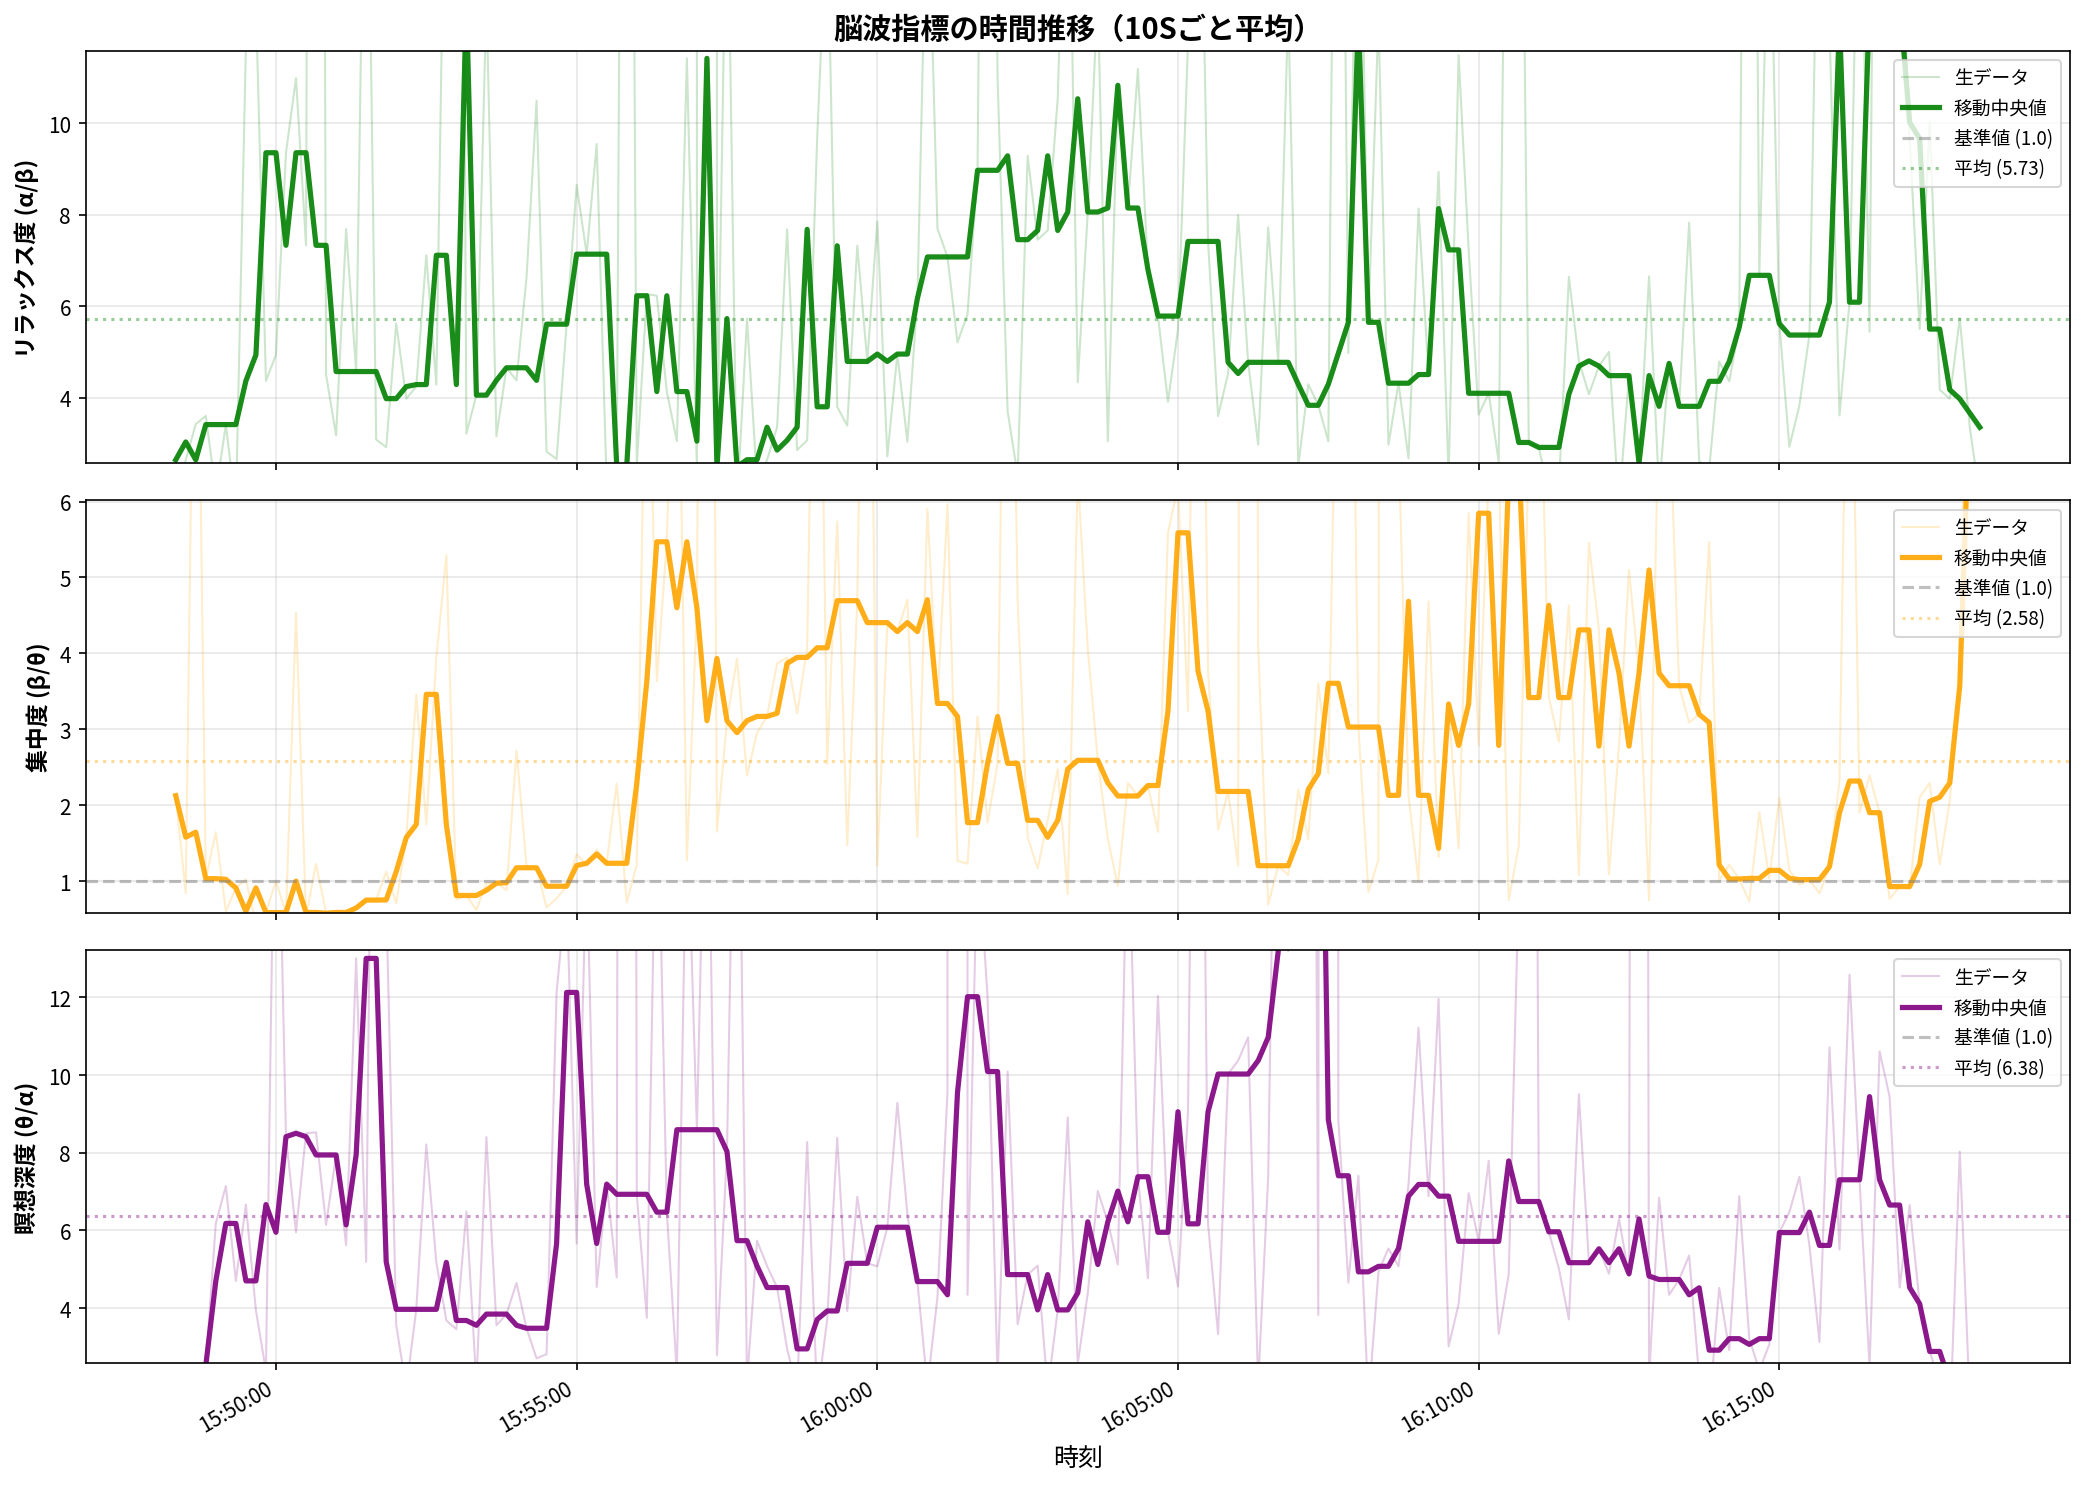 脳波指標の時間推移（10Sごと平均）
リラックス度 (α/β)
10
8
6
4
生データ
移動中央値
基準値 (1.0)
平均 (5.73)
集中度 (β/θ)
6
5
4
3
2
1
生データ
移動中央値
基準値 (1.0)
平均 (2.58)
瞑想深度 (θ/α)
12
10
8
6
4
生データ
移動中央値
基準値 (1.0)
平均 (6.38)
15:50:00
15:55:00
16:00:00
16:05:00
16:10:00
16:15:00
時刻